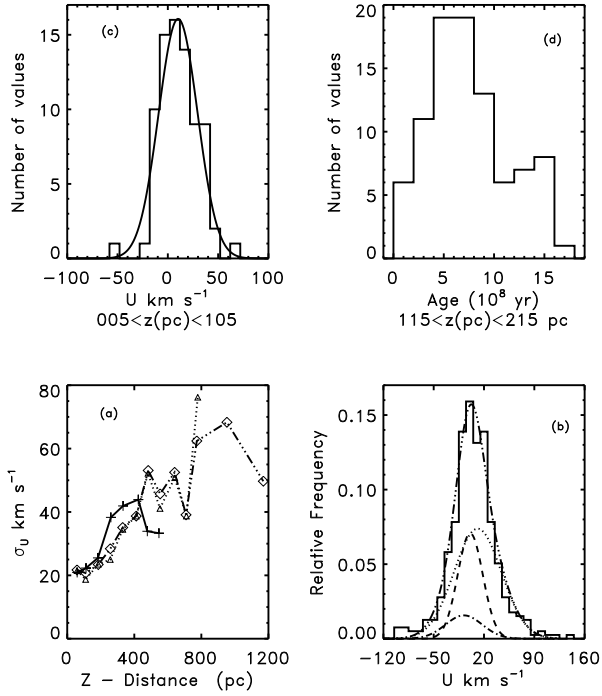 (c)
Number of values
15
10
5
0
−100 −50 0 50 100
U km s⁻¹
005<z(pc)<105
(d)
Number of values
20
15
10
5
0
0 5 10 15
Age (10⁸ yr)
115<z(pc)<215 pc
(a)
σU km s⁻¹
80
60
40
20
0
0 400 800 1200
Z − Distance (pc)
(b)
Relative Frequency
0.15
0.10
0.05
0.00
−120 −50 20 90 160
U km s⁻¹